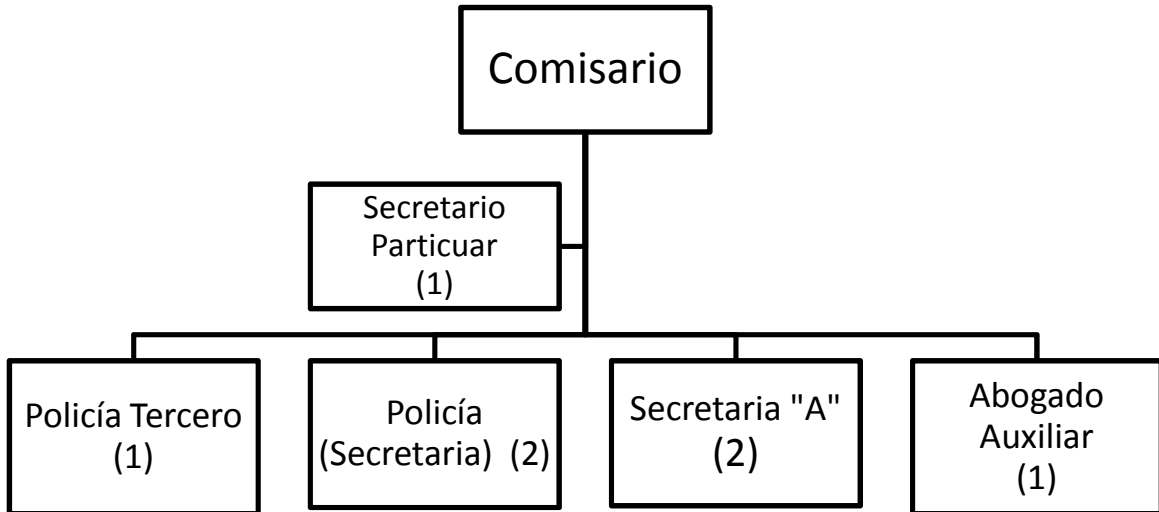 Comisario
Secretario
Particuar
(1)
Policía Tercero
(1)
Policía
(Secretaria) (2)
Secretaria "A"
(2)
Abogado
Auxiliar
(1)